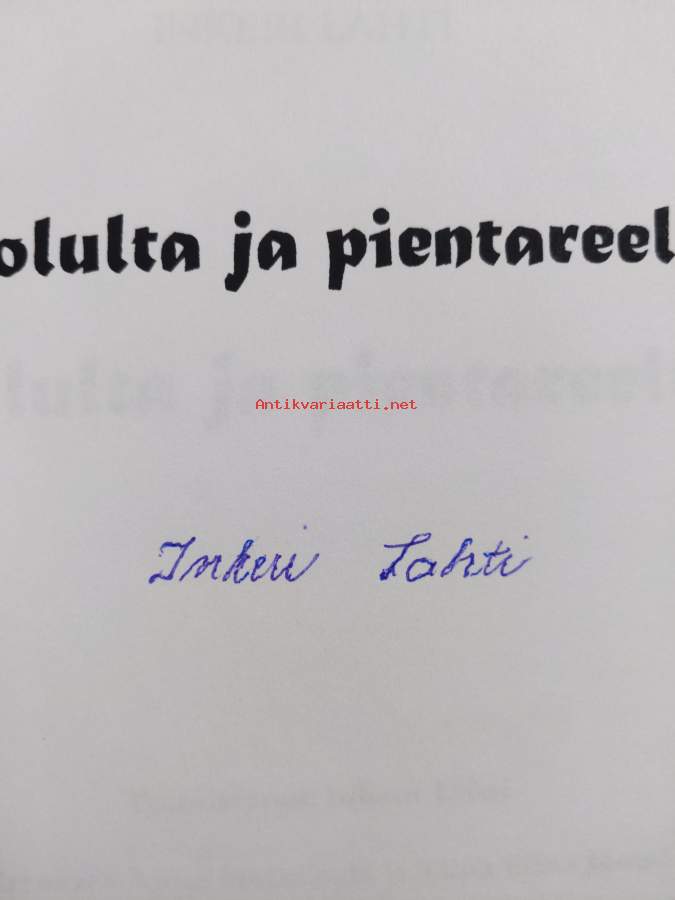 olulta ja pientareel
Antikvariaatti.net
Inkeri Lahti